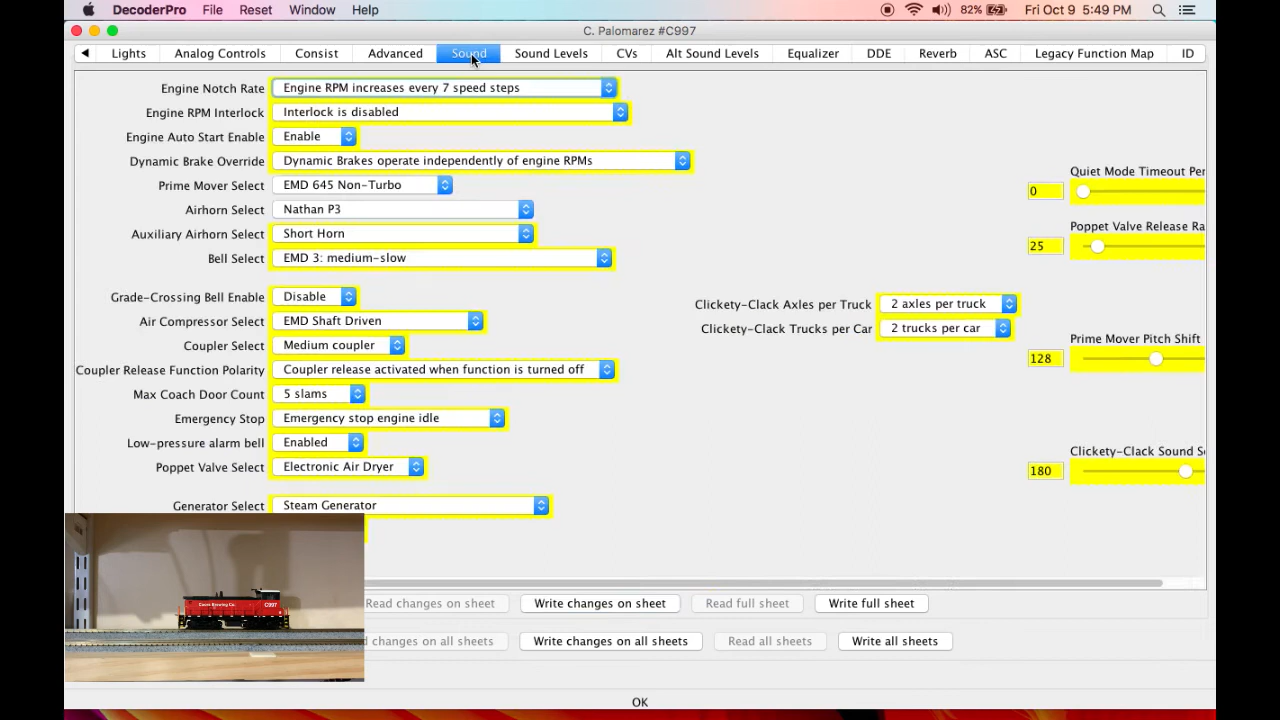 DecoderPro File Reset Window Help 82% Fri Oct 9 5:49 PM
C. Palomarez #C997
Lights Analog Controls Consist Advanced Sound Sound Levels CVs Alt Sound Levels Equalizer DDE Reverb ASC Legacy Function Map ID
Engine Notch Rate Engine RPM increases every 7 speed steps
Engine RPM Interlock Interlock is disabled
Engine Auto Start Enable Enable
Dynamic Brake Override Dynamic Brakes operate independently of engine RPMs
Quiet Mode Timeout Per
Prime Mover Select EMD 645 Non-Turbo 0
Airhorn Select Nathan P3
Poppet Valve Release Ra
Auxiliary Airhorn Select Short Horn 25
Bell Select EMD 3: medium-slow
Grade-Crossing Bell Enable Disable Clickety-Clack Axles per Truck 2 axles per truck
Air Compressor Select EMD Shaft Driven Clickety-Clack Trucks per Car 2 trucks per car
Prime Mover Pitch Shift
Coupler Select Medium coupler 128
Coupler Release Function Polarity Coupler release activated when function is turned off
Max Coach Door Count 5 slams
Emergency Stop Emergency stop engine idle
Low-pressure alarm bell Enabled Clickety-Clack Sound S
Poppet Valve Select Electronic Air Dryer 180
Generator Select Steam Generator
Coors Brewing Co. C997
Read changes on sheet Write changes on sheet Read full sheet Write full sheet
d changes on all sheets Write changes on all sheets Read all sheets Write all sheets
OK